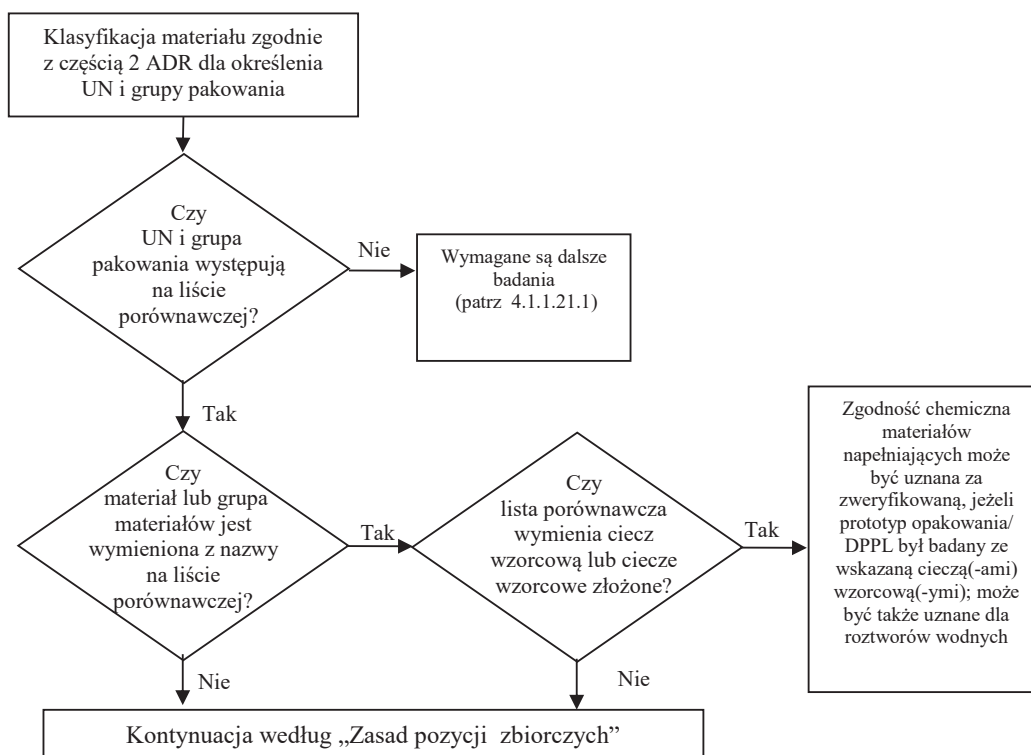 Klasyfikacja materiału zgodnie
z częścią 2 ADR dla określenia
UN i grupy pakowania
Czy
UN i grupa
pakowania występują
na liście
porównawczej?
Nie
Wymagane są dalsze
badania
(patrz 4.1.1.21.1)
Tak
Czy
materiał lub grupa
materiałów jest
wymieniona z nazwy
na liście
porównawczej?
Tak
Czy
lista porównawcza
wymienia ciecz
wzorcową lub ciecze
wzorcowe złożone?
Tak
Zgodność chemiczna
materiałów
napełniających może
być uznana za
zweryfikowaną, jeżeli
prototyp opakowania/
DPPL był badany ze
wskazaną cieczą(-ami)
wzorcową(-ymi); może
być także uznane dla
roztworów wodnych
Nie
Nie
Kontynuacja według „Zasad pozycji zbiorczych”